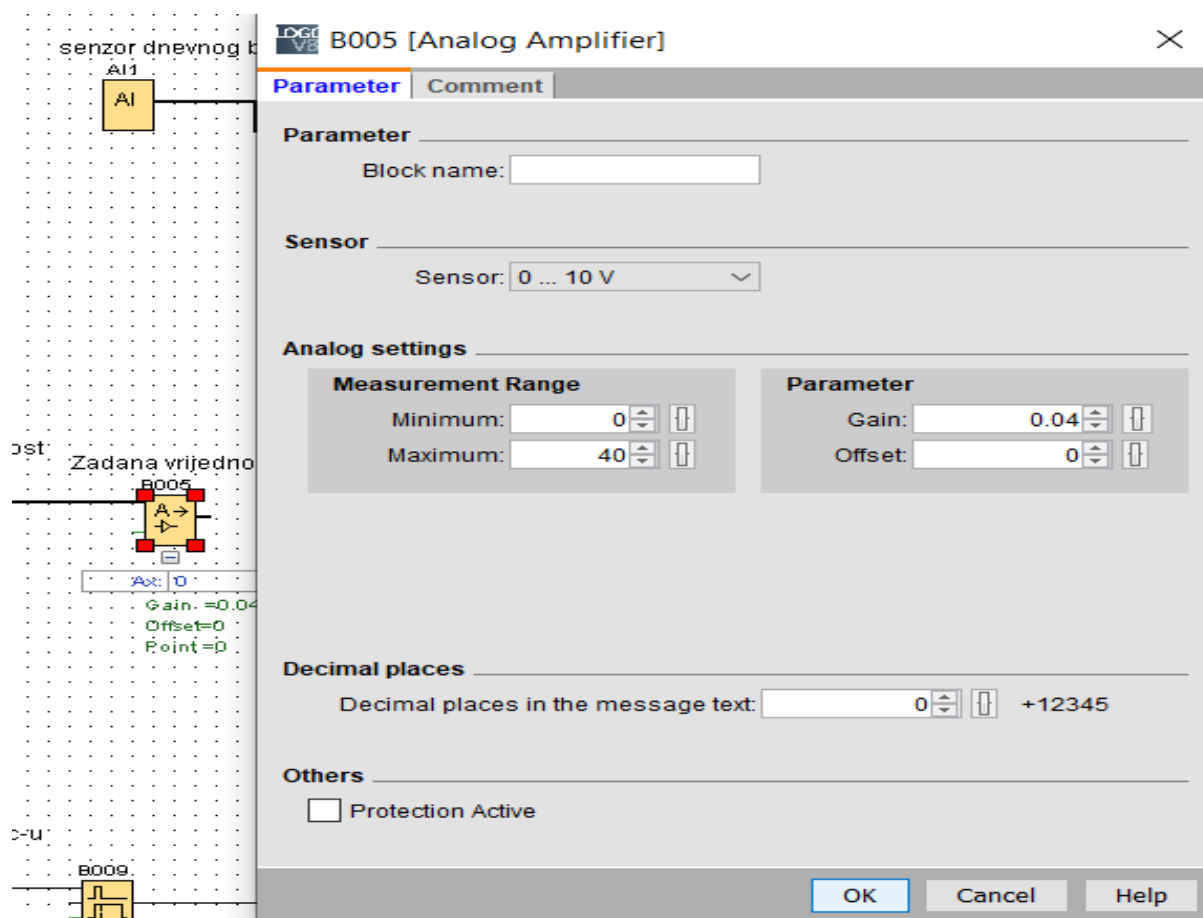 LOGO V8 B005 [Analog Amplifier]
senzor dnevnog
AI1
AI
Parameter Comment
Parameter
Block name:
Sensor
Sensor: 0 ... 10 V
Analog settings
Measurement Range Parameter
Minimum: 0 Gain: 0.04
Maximum: 40 Offset: 0
Zadana
B005
A→
Ax: 0
Gain. =0.04
Offset=0
Point =0
Decimal places
Decimal places in the message text: 0 +12345
Others
Protection Active
B009
OK Cancel Help